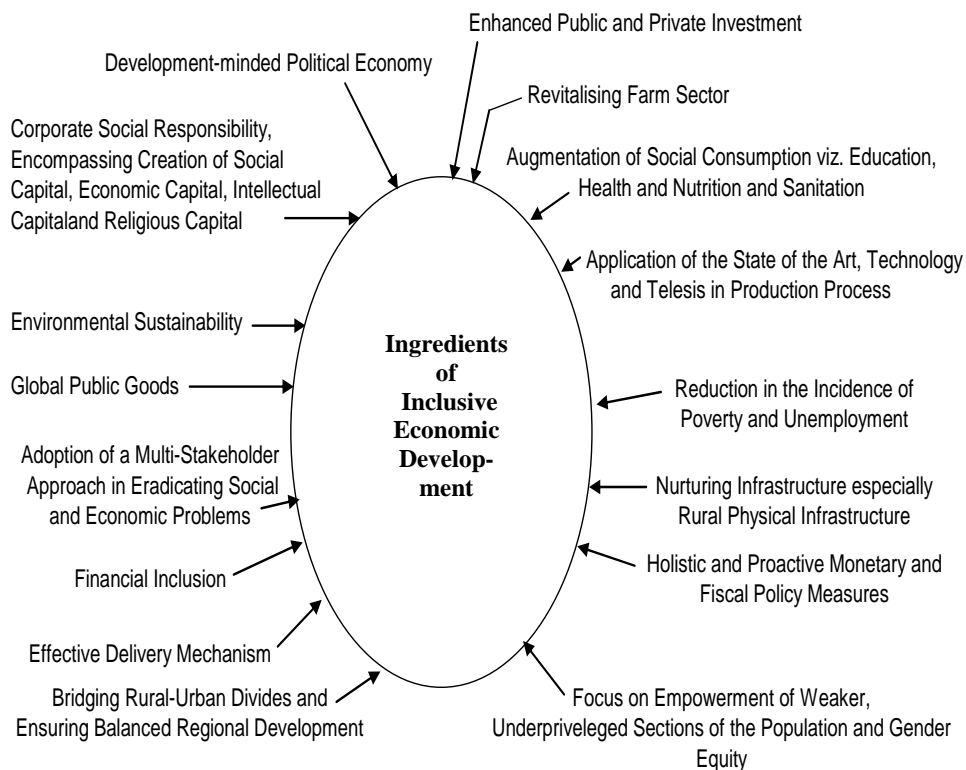 Enhanced Public and Private Investment
Development-minded Political Economy
Revitalising Farm Sector
Corporate Social Responsibility,
Encompassing Creation of Social
Capital, Economic Capital, Intellectual
Capitaland Religious Capital
Augmentation of Social Consumption viz. Education,
Health and Nutrition and Sanitation
Application of the State of the Art, Technology
and Telesis in Production Process
Environmental Sustainability
Global Public Goods
Ingredients
of
Inclusive
Economic
Develop-
ment
Reduction in the Incidence of
Poverty and Unemployment
Adoption of a Multi-Stakeholder
Approach in Eradicating Social
and Economic Problems
Nurturing Infrastructure especially
Rural Physical Infrastructure
Financial Inclusion
Holistic and Proactive Monetary and
Fiscal Policy Measures
Effective Delivery Mechanism
Bridging Rural-Urban Divides and
Ensuring Balanced Regional Development
Focus on Empowerment of Weaker,
Underpriveleged Sections of the Population and Gender
Equity